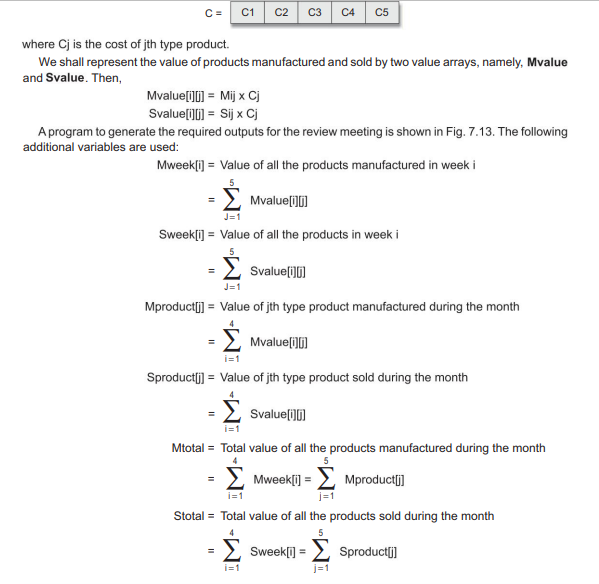 C = C1 C2 C3 C4 C5
where Cj is the cost of jth type product.
We shall represent the value of products manufactured and sold by two value arrays, namely, Mvalue
and Svalue. Then,
Mvalue[i][j] = Mij x Cj
Svalue[i][j] = Sij x Cj
A program to generate the required outputs for the review meeting is shown in Fig. 7.13. The following
additional variables are used:
Mweek[i] = Value of all the products manufactured in week i
5
= ∑ Mvalue[i][j]
J=1
Sweek[i] = Value of all the products in week i
5
= ∑ Svalue[i][j]
J=1
Mproduct[j] = Value of jth type product manufactured during the month
4
= ∑ Mvalue[i][j]
i=1
Sproduct[j] = Value of jth type product sold during the month
4
= ∑ Svalue[i][j]
i=1
Mtotal = Total value of all the products manufactured during the month
4 5
= ∑ Mweek[i] = ∑ Mproduct[j]
i=1 j=1
Stotal = Total value of all the products sold during the month
4 5
= ∑ Sweek[i] = ∑ Sproduct[j]
i=1 j=1